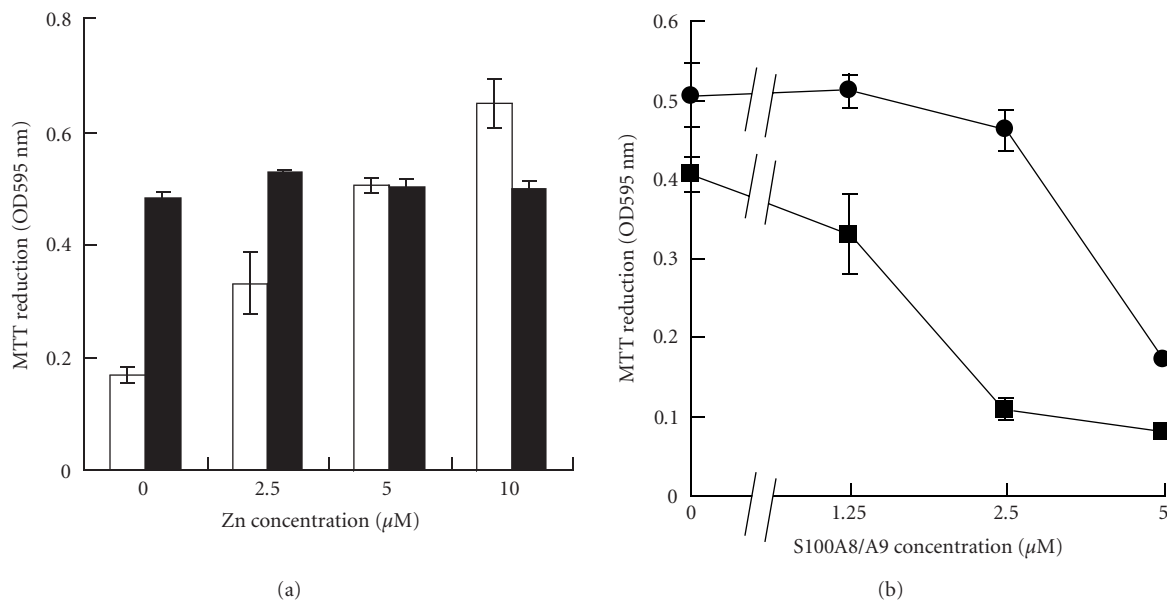 MTT reduction (OD595 nm)
0.8
0.6
0.4
0.2
0
0 2.5 5 10
Zn concentration (μM)
(a)
MTT reduction (OD595 nm)
0.6
0.5
0.4
0.3
0.2
0.1
0
0 1.25 2.5 5
S100A8/A9 concentration (μM)
(b)